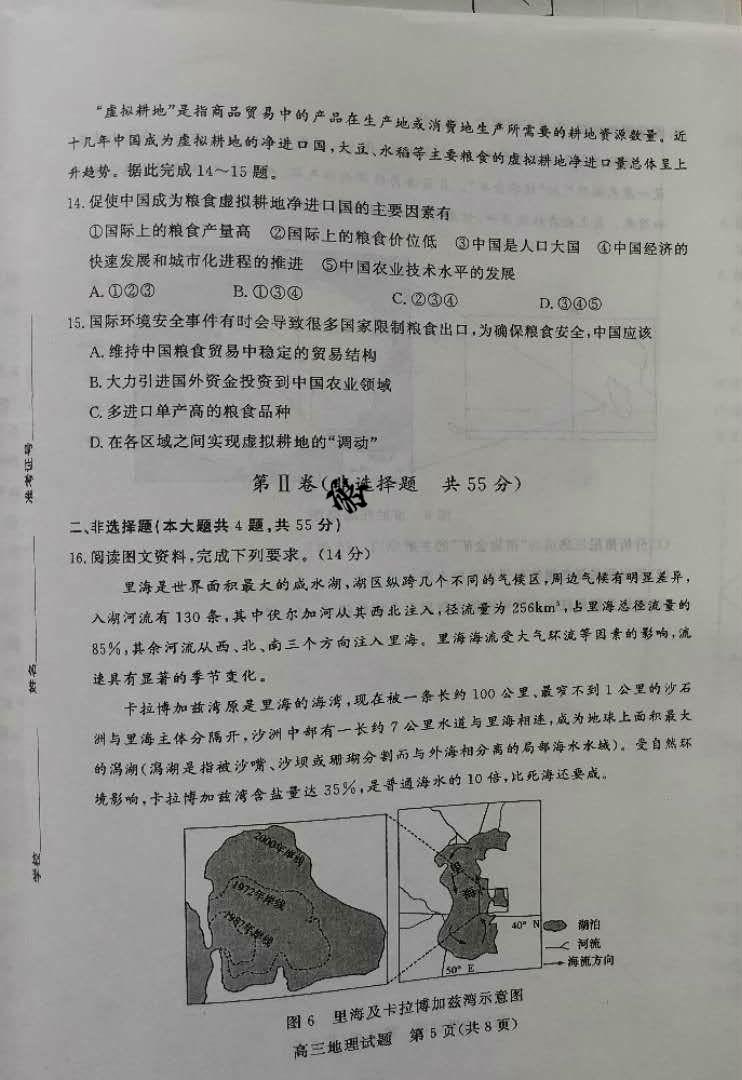 “虚拟耕地”是指商品贸易中的产品在生产地或消费地生产所需要的耕地资源数量。近
十几年中国成为虚拟耕地的净进口国,大豆、水稻等主要粮食的虚拟耕地净进口量总体呈上
升趋势。据此完成14～15题。
14.促使中国成为粮食虚拟耕地净进口国的主要因素有
①国际上的粮食产量高 ②国际上的粮食价位低 ③中国是人口大国 ④中国经济的
快速发展和城市化进程的推进 ⑤中国农业技术水平的发展
A.①②③ B.①③④ C.②③④ D.③④⑤
15.国际环境安全事件有时会导致很多国家限制粮食出口,为确保粮食安全,中国应该
A.维持中国粮食贸易中稳定的贸易结构
B.大力引进国外资金投资到中国农业领域
C.多进口单产高的粮食品种
D.在各区域之间实现虚拟耕地的“调动”
第Ⅱ卷( 选择题 共55分)
二、非选择题(本大题共4题,共55分)
16.阅读图文资料,完成下列要求。(14分)
里海是世界面积最大的咸水湖,湖区纵跨几个不同的气候区,周边气候有明显差异,
入湖河流有130条,其中伏尔加河从其西北注入,径流量为256km³,占里海总径流量的
85%,其余河流从西、北、南三个方向注入里海。里海海流受大气环流等因素的影响,流
速具有显著的季节变化。
卡拉博加兹湾原是里海的海湾,现在被一条长约100公里、最窄不到1公里的沙石
洲与里海主体分隔开,沙洲中部有一长约7公里水道与里海相连,成为地球上面积最大
的潟湖(潟湖是指被沙嘴、沙坝或珊瑚分割而与外海相分离的局部海水水域)。受自然环
境影响,卡拉博加兹湾含盐量达35%,是普通海水的10倍,比死海还要咸。
2000年岸线
1972年岸线
1987年岸线
里
海
40° N
50° E
湖泊
河流
海流方向
图6 里海及卡拉博加兹湾示意图
高三地理试题 第5页(共8页)
准考证号
姓名
学校